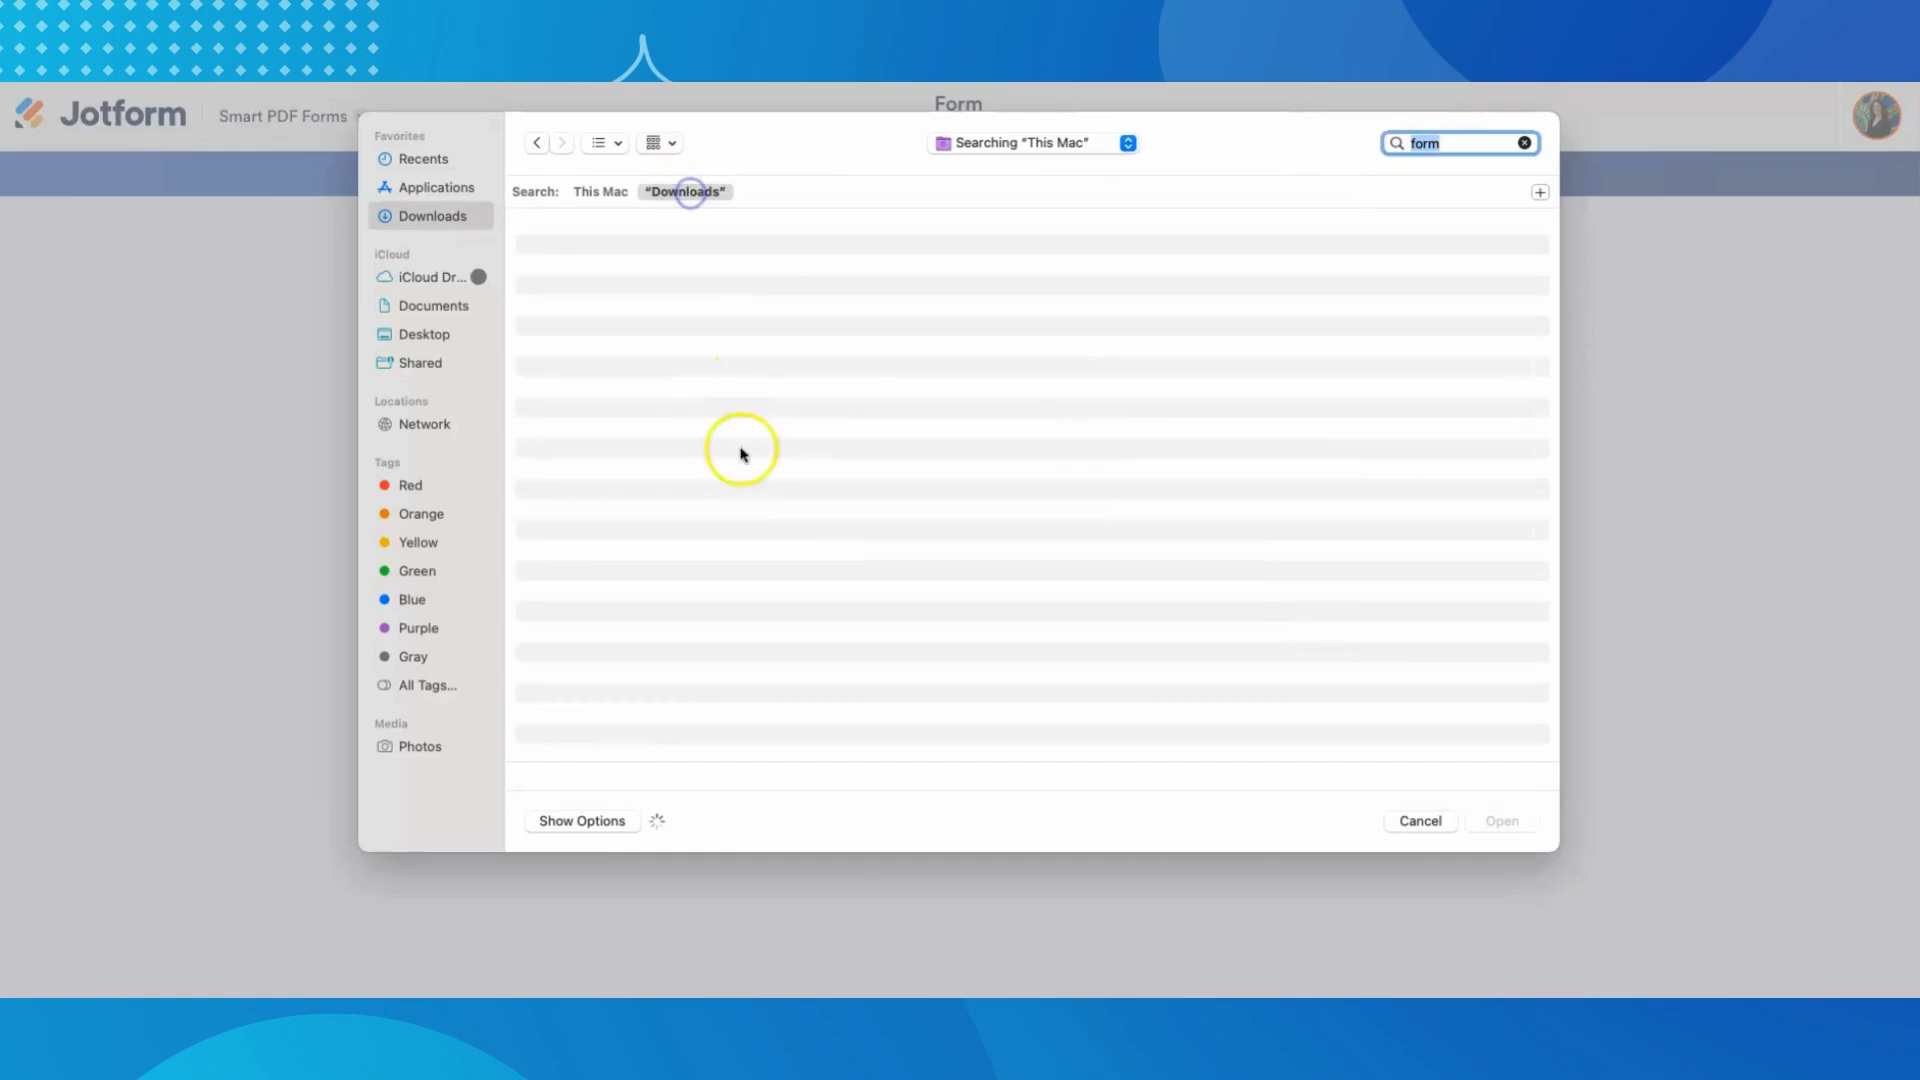 Jotform
Smart PDF Forms
Form
Favorites
Recents
Applications
Downloads
iCloud
iCloud Dr...
Documents
Desktop
Shared
Locations
Network
Tags
Red
Orange
Yellow
Green
Blue
Purple
Gray
All Tags...
Media
Photos
Searching “This Mac”
form
Search: This Mac “Downloads”
Show Options
Cancel
Open